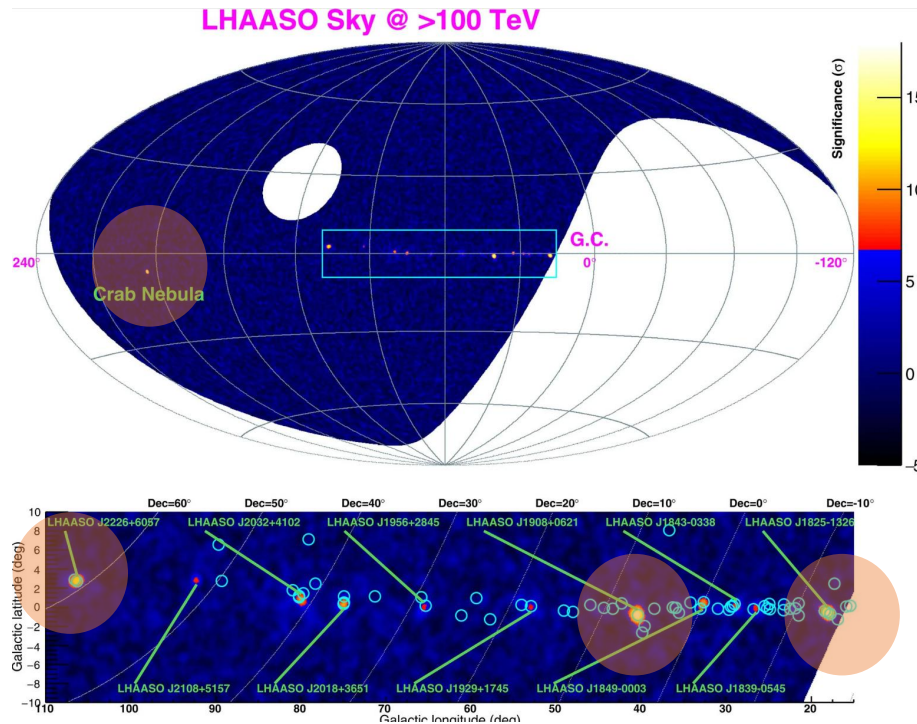 LHAASO Sky @ >100 TeV
Significance (σ)
15
10
5
0
−5
240°
G.C.
0°
-120°
Crab Nebula
Dec=60° Dec=50° Dec=40° Dec=30° Dec=20° Dec=10° Dec=0° Dec=-10°
Galactic latitude (deg)
10
8
6
4
2
0
-2
-4
-6
-8
-10
LHAASO J2226+6057 LHAASO J2032+4102 LHAASO J1956+2845 LHAASO J1908+0621 LHAASO J1843-0338 LHAASO J1825-1326
LHAASO J2108+5157 LHAASO J2018+3651 LHAASO J1929+1745 LHAASO J1849-0003 LHAASO J1839-0545
110 100 90 80 70 60 50 40 30 20
Galactic longitude (deg)